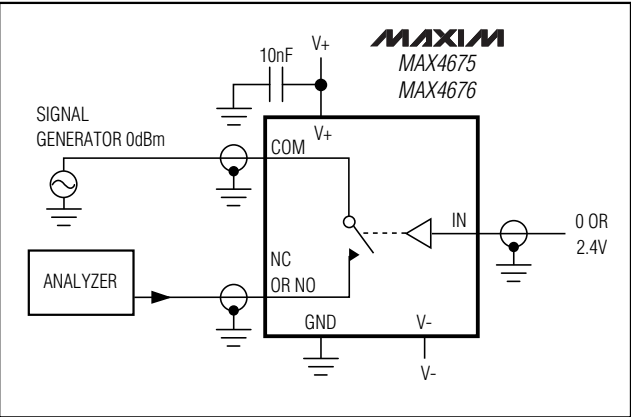 V+
10nF
MAXIM
MAX4675
MAX4676
SIGNAL
GENERATOR 0dBm
V+
COM
IN
0 OR
2.4V
NC
OR NO
ANALYZER
GND
V-
V-